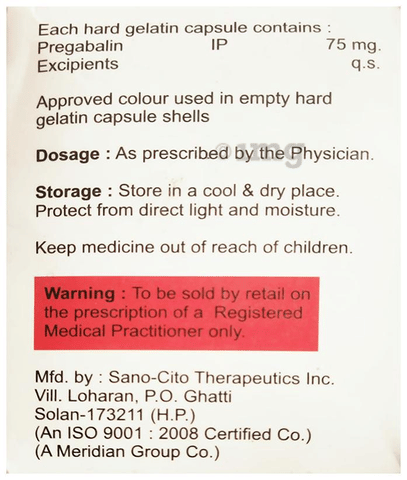 Each hard gelatin capsule contains :
Pregabalin IP 75 mg.
Excipients q.s.
Approved colour used in empty hard
gelatin capsule shells
Dosage : As prescribed by the Physician.
Storage : Store in a cool & dry place.
Protect from direct light and moisture.
Keep medicine out of reach of children.
Warning : To be sold by retail on
the prescription of a Registered
Medical Practitioner only.
Mfd. by : Sano-Cito Therapeutics Inc.
Vill. Loharan, P.O. Ghatti
Solan-173211 (H.P.)
(An ISO 9001 : 2008 Certified Co.)
(A Meridian Group Co.)